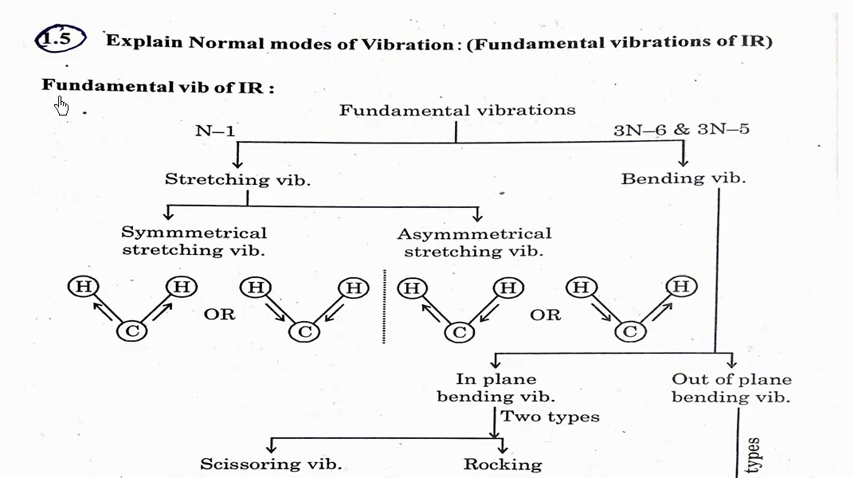 1.5 Explain Normal modes of Vibration: (Fundamental vibrations of IR)
Fundamental vib of IR :
Fundamental vibrations
N–1
3N–6 & 3N–5
Stretching vib.
Bending vib.
Symmmetrical
stretching vib.
Asymmmetrical
stretching vib.
H H OR H H H H OR H H
C C C C
In plane
bending vib.
Out of plane
bending vib.
Two types
Scissoring vib.
Rocking
types